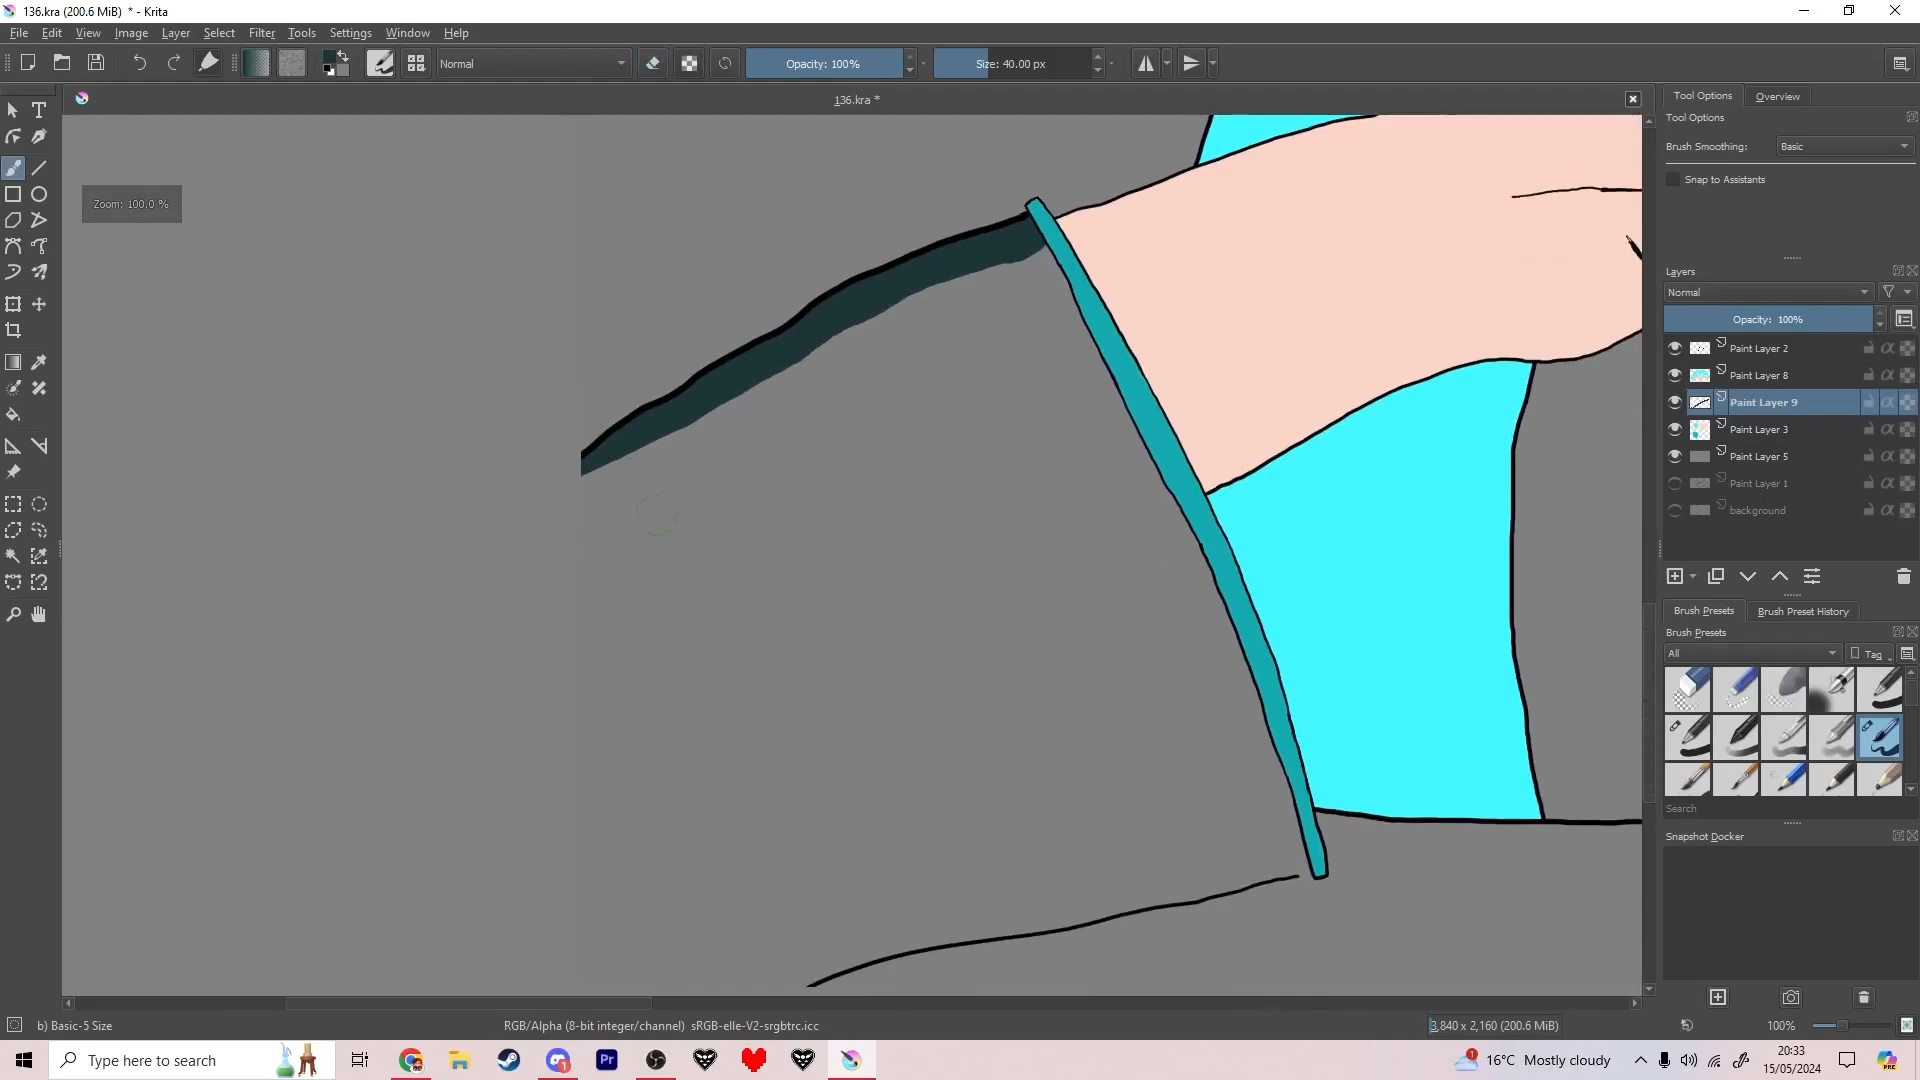 136.kra (200.6 MiB) * - Krita
File Edit View Image Layer Select Filter Tools Settings Window Help
Normal
Opacity: 100%
Size: 40.00 px
136.kra *
Tool Options Overview
Tool Options
Brush Smoothing: Basic
Snap to Assistants
Zoom: 100.0 %
Layers
Normal
Opacity: 100%
Paint Layer 2
Paint Layer 8
Paint Layer 9
Paint Layer 3
Paint Layer 5
Paint Layer 1
background
Brush Presets Brush Preset History
Brush Presets
All Tag
Search
Snapshot Docker
b) Basic-5 Size
RGB/Alpha (8-bit integer/channel) sRGB-elle-V2-srgbtrc.icc
3,840 x 2,160 (200.6 MiB)
100%
Type here to search
Pr
1
1
16°C Mostly cloudy
20:33
15/05/2024
PRE